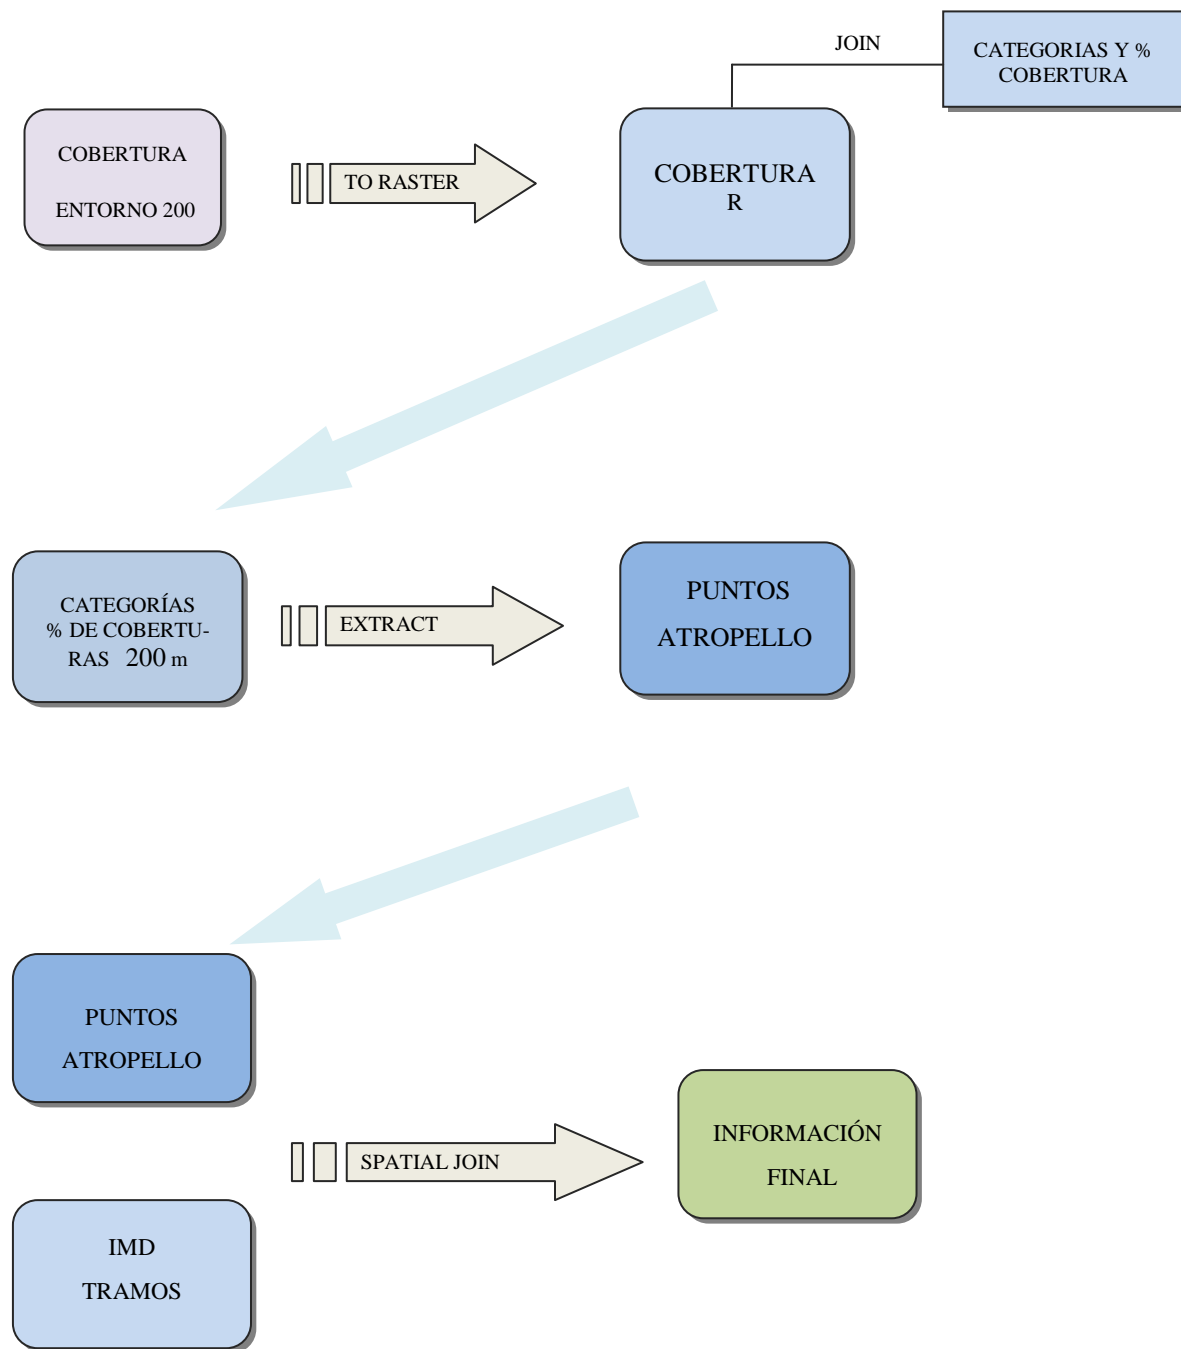 JOIN
CATEGORIAS Y %
COBERTURA
COBERTURA
ENTORNO 200
TO RASTER
COBERTURA
R
CATEGORÍAS
% DE COBERTU-
RAS 200 m
EXTRACT
PUNTOS
ATROPELLO
PUNTOS
ATROPELLO
SPATIAL JOIN
INFORMACIÓN
FINAL
IMD
TRAMOS